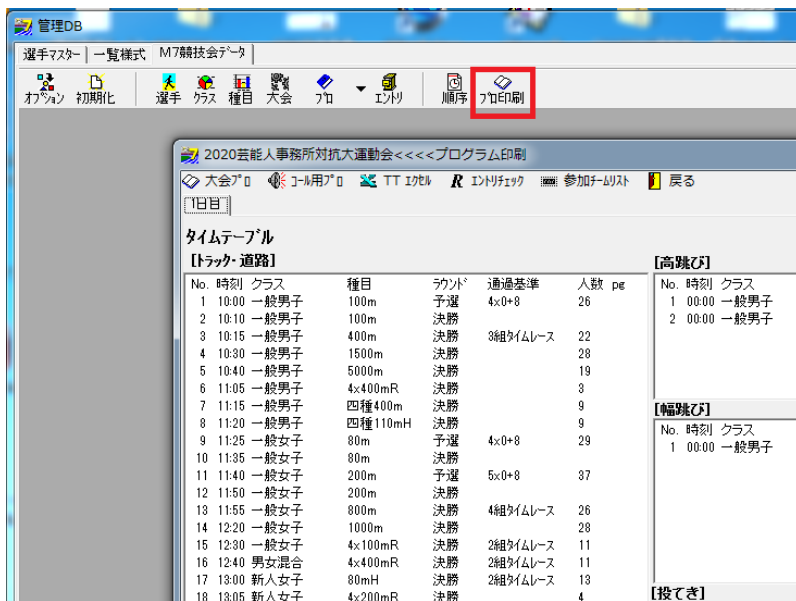 管理DB
選手マスター 一覧様式 M7競技会データ
オプション 初期化 選手 クラス 種目 大会 プロ エントリ 順序 プロ印刷
2020芸能人事務所対抗大運動会<<<<プログラム印刷
大会プロ コール用プロ TT エクセル R エントリチェック 参加チームリスト 戻る
1日目
タイムテーブル
[トラック・道路]
No. 時刻 クラス 種目 ラウンド 通過基準 人数 pg
1 10:00 一般男子 100m 予選 4x0+8 26
2 10:10 一般男子 100m 決勝
3 10:15 一般男子 400m 決勝 3組タイムレース 22
4 10:30 一般男子 1500m 決勝 28
5 10:40 一般男子 5000m 決勝 19
6 11:05 一般男子 4x400mR 決勝 3
7 11:15 一般男子 四種400m 決勝 9
8 11:20 一般男子 四種110mH 決勝 9
9 11:25 一般女子 80m 予選 4x0+8 29
10 11:35 一般女子 80m 決勝
11 11:40 一般女子 200m 予選 5x0+8 37
12 11:50 一般女子 200m 決勝
13 11:55 一般女子 800m 決勝 4組タイムレース 26
14 12:20 一般女子 1000m 決勝 28
15 12:30 一般女子 4x100mR 決勝 2組タイムレース 11
16 12:40 男女混合 4x400mR 決勝 2組タイムレース 11
17 13:00 新人女子 80mH 決勝 2組タイムレース 13
18 13:05 新人女子 4x200mR 決勝 4
[高跳び]
No. 時刻 クラス
1 00:00 一般男子
2 00:00 一般男子
[幅跳び]
No. 時刻 クラス
1 00:00 一般男子
[投てき]